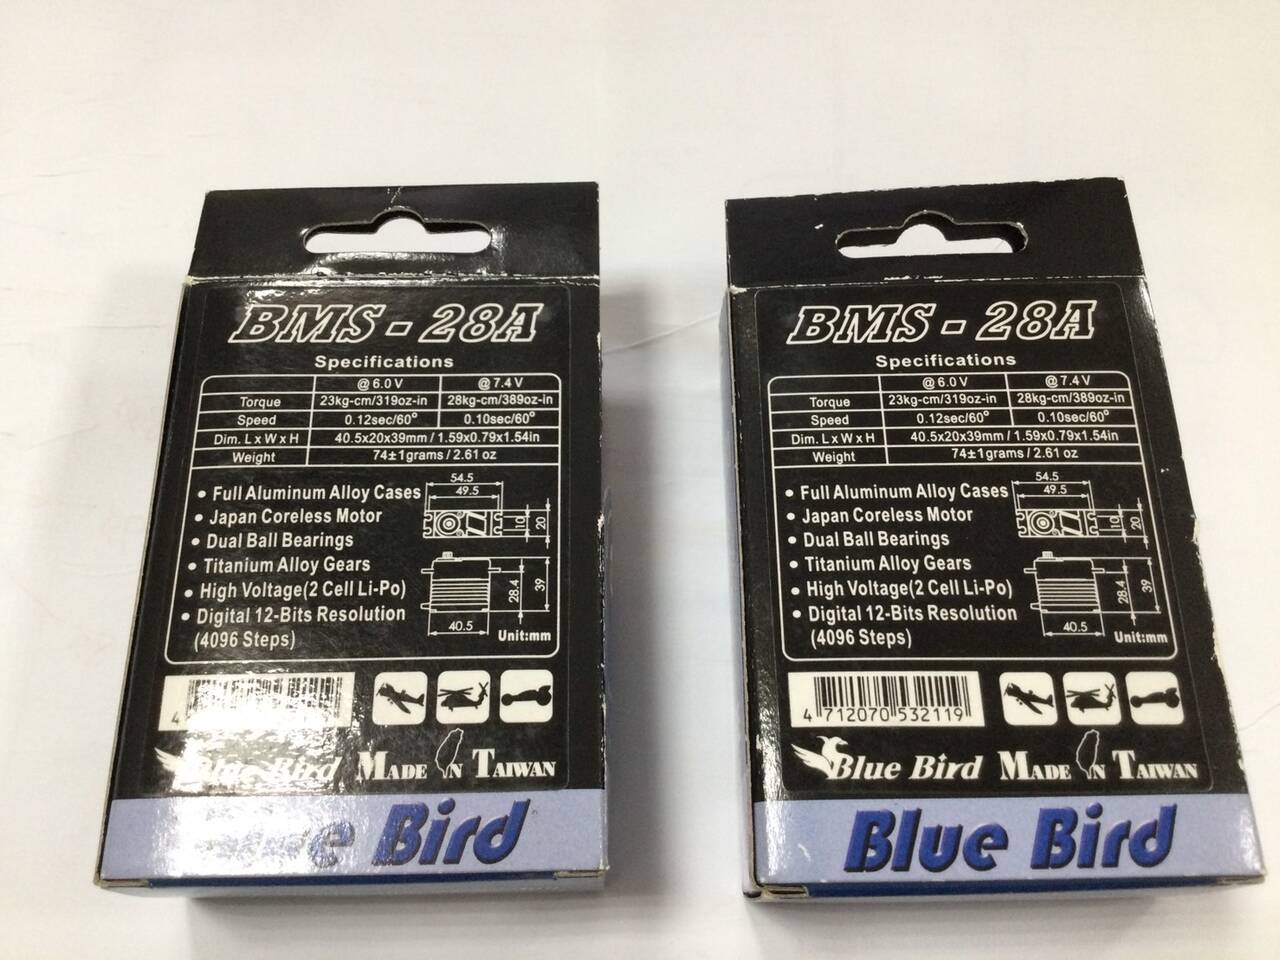 BMS-28A
Specifications
@6.0V @7.4V
Torque 23kg-cm/319oz-in 28kg-cm/389oz-in
Speed 0.12sec/60° 0.10sec/60°
Dim. L x W x H 40.5x20x39mm / 1.59x0.79x1.54in
Weight 74±1grams / 2.61 oz
• Full Aluminum Alloy Cases
• Japan Coreless Motor
• Dual Ball Bearings
• Titanium Alloy Gears
• High Voltage(2 Cell Li-Po)
• Digital 12-Bits Resolution
(4096 Steps)
54.5
49.5
10 20
28.4 39
40.5
Unit:mm
4
Blue Bird MADE IN TAIWAN
Blue Bird
BMS-28A
Specifications
@6.0V @7.4V
Torque 23kg-cm/319oz-in 28kg-cm/389oz-in
Speed 0.12sec/60° 0.10sec/60°
Dim. L x W x H 40.5x20x39mm / 1.59x0.79x1.54in
Weight 74±1grams / 2.61 oz
• Full Aluminum Alloy Cases
• Japan Coreless Motor
• Dual Ball Bearings
• Titanium Alloy Gears
• High Voltage(2 Cell Li-Po)
• Digital 12-Bits Resolution
(4096 Steps)
54.5
49.5
10 20
28.4 39
40.5
Unit:mm
4 712070 532119
Blue Bird MADE IN TAIWAN
Blue Bird